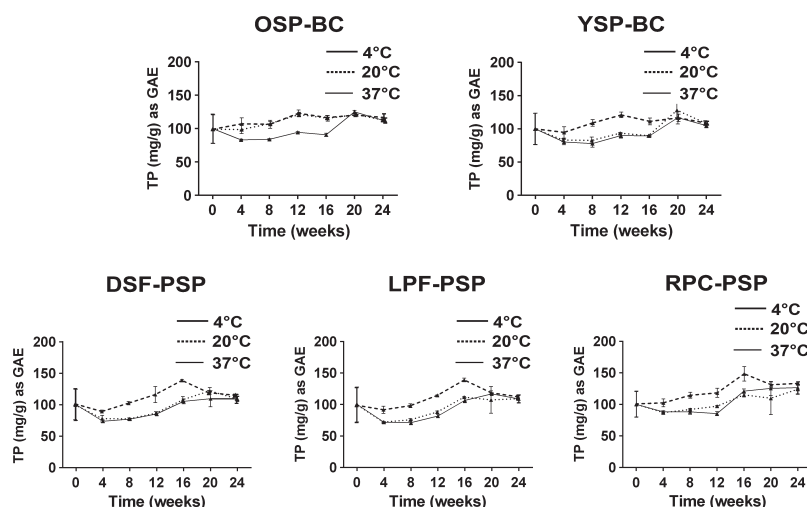 OSP-BC
4°C
20°C
37°C
TP (mg/g) as GAE
200
150
100
50
0
0 4 8 12 16 20 24
Time (weeks)
YSP-BC
4°C
20°C
37°C
TP (mg/g) as GAE
200
150
100
50
0
0 4 8 12 16 20 24
Time (weeks)
DSF-PSP
4°C
20°C
37°C
TP (mg/g) as GAE
200
150
100
50
0
0 4 8 12 16 20 24
Time (weeks)
LPF-PSP
4°C
20°C
37°C
TP (mg/g) as GAE
200
150
100
50
0
0 4 8 12 16 20 24
Time (weeks)
RPC-PSP
4°C
20°C
37°C
TP (mg/g) as GAE
200
150
100
50
0
0 4 8 12 16 20 24
Time (weeks)